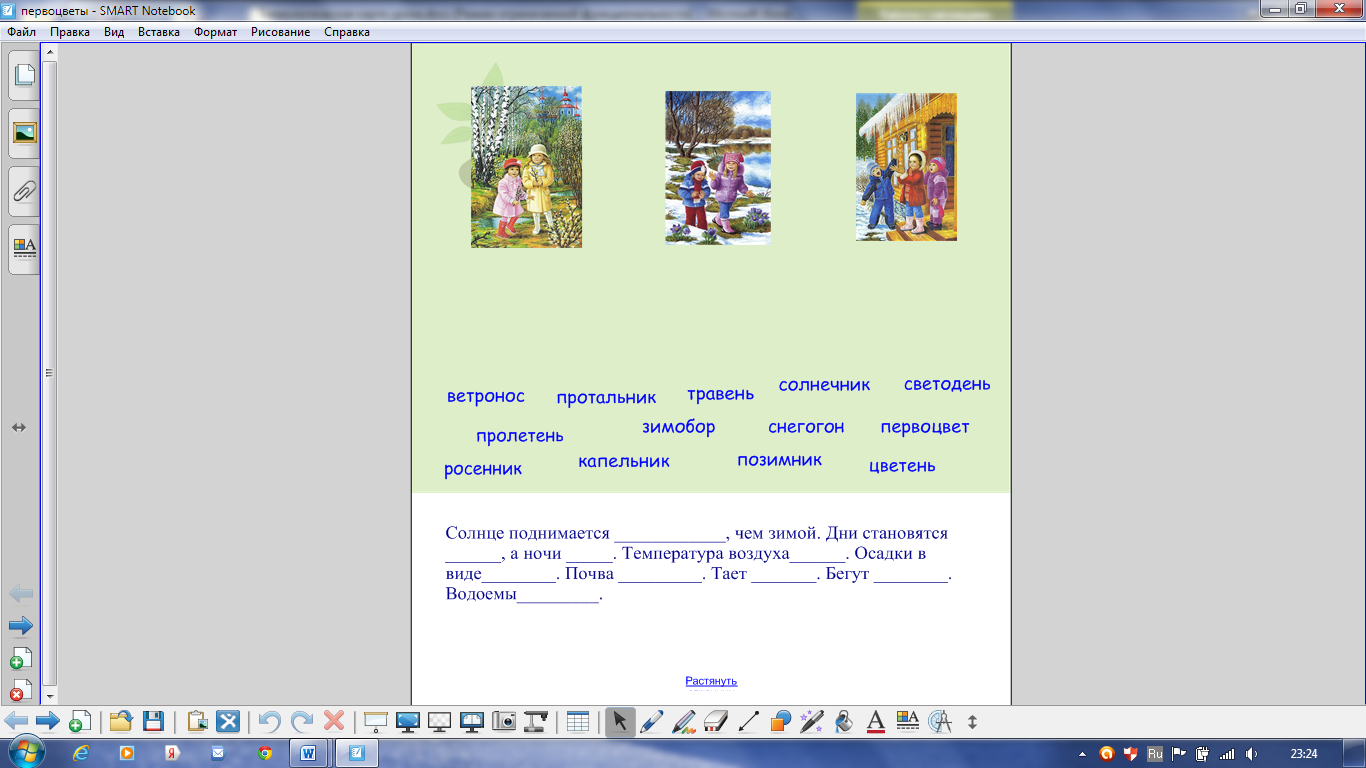 первоцветы - SMART Notebook
Файл Правка Вид Вставка Формат Рисование Справка
ветронос протальник травень солнечник светодень
пролетень зимобор снегогон первоцвет
росенник капельник позимник цветень
Солнце поднимается ____________, чем зимой. Дни становятся
______, а ночи _____. Температура воздуха______. Осадки в
виде________. Почва _________. Тает _______. Бегут ________.
Водоемы_________.
Растянуть
Ru 23:24